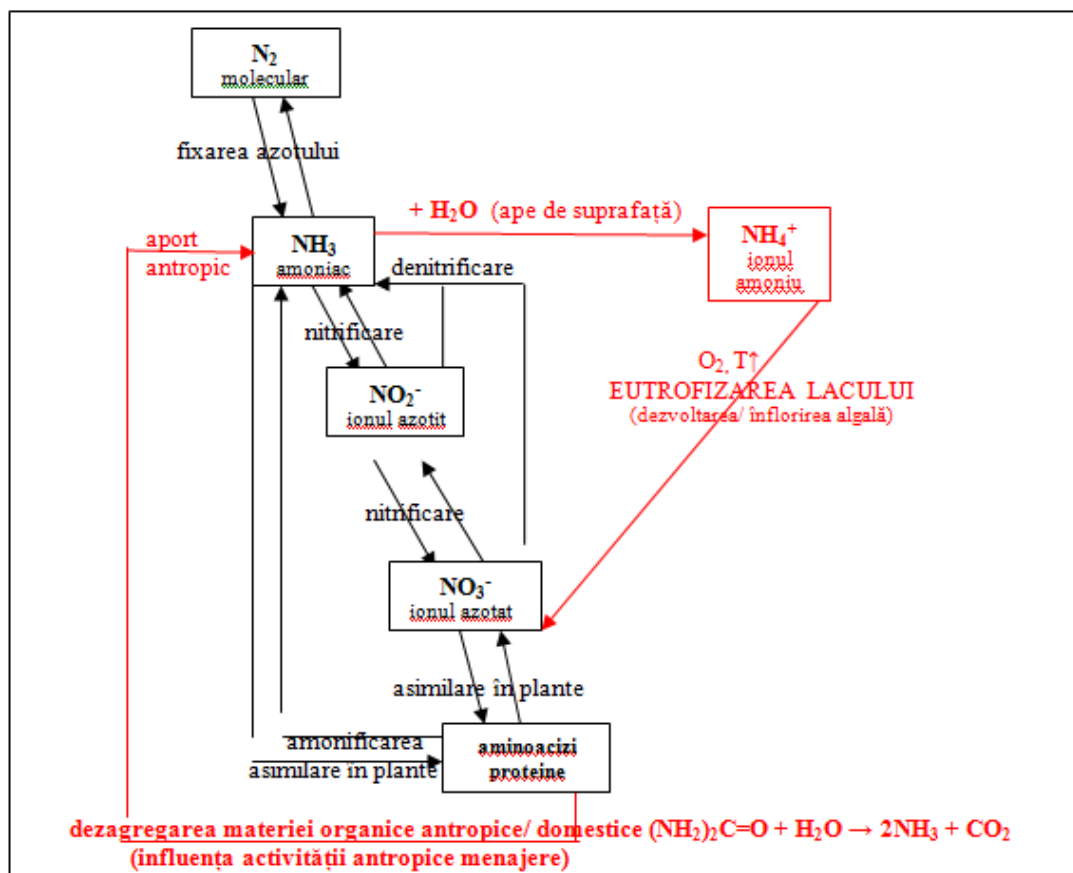 N₂
molecular
fixarea azotului
+ H₂O (ape de suprafață)
aport
antropic
NH₃
amoniac
denitrificare
NH₄⁺
ionul
amoniu
nitrificare
O₂, T↑
EUTROFIZAREA LACULUI
(dezvoltarea/ înflorirea algală)
NO₂⁻
ionul azotit
nitrificare
NO₃⁻
ionul azotat
asimilare în plante
amonificarea
asimilare în plante
aminoacizi
proteine
dezagregarea materiei organice antropice/ domestice (NH₂)₂C=O + H₂O → 2NH₃ + CO₂
(influența activității antropice menajere)